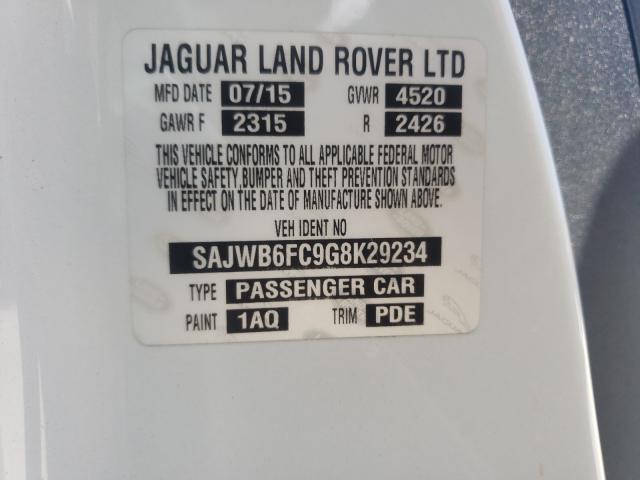 JAGUAR LAND ROVER LTD
MFD DATE 07/15 GVWR 4520
GAWR F 2315 R 2426
THIS VEHICLE CONFORMS TO ALL APPLICABLE FEDERAL MOTOR
VEHICLE SAFETY,BUMPER AND THEFT PREVENTION STANDARDS
IN EFFECT ON THE DATE OF MANUFACTURE SHOWN ABOVE.
VEH IDENT NO
SAJWB6FC9G8K29234
TYPE PASSENGER CAR
PAINT 1AQ TRIM PDE